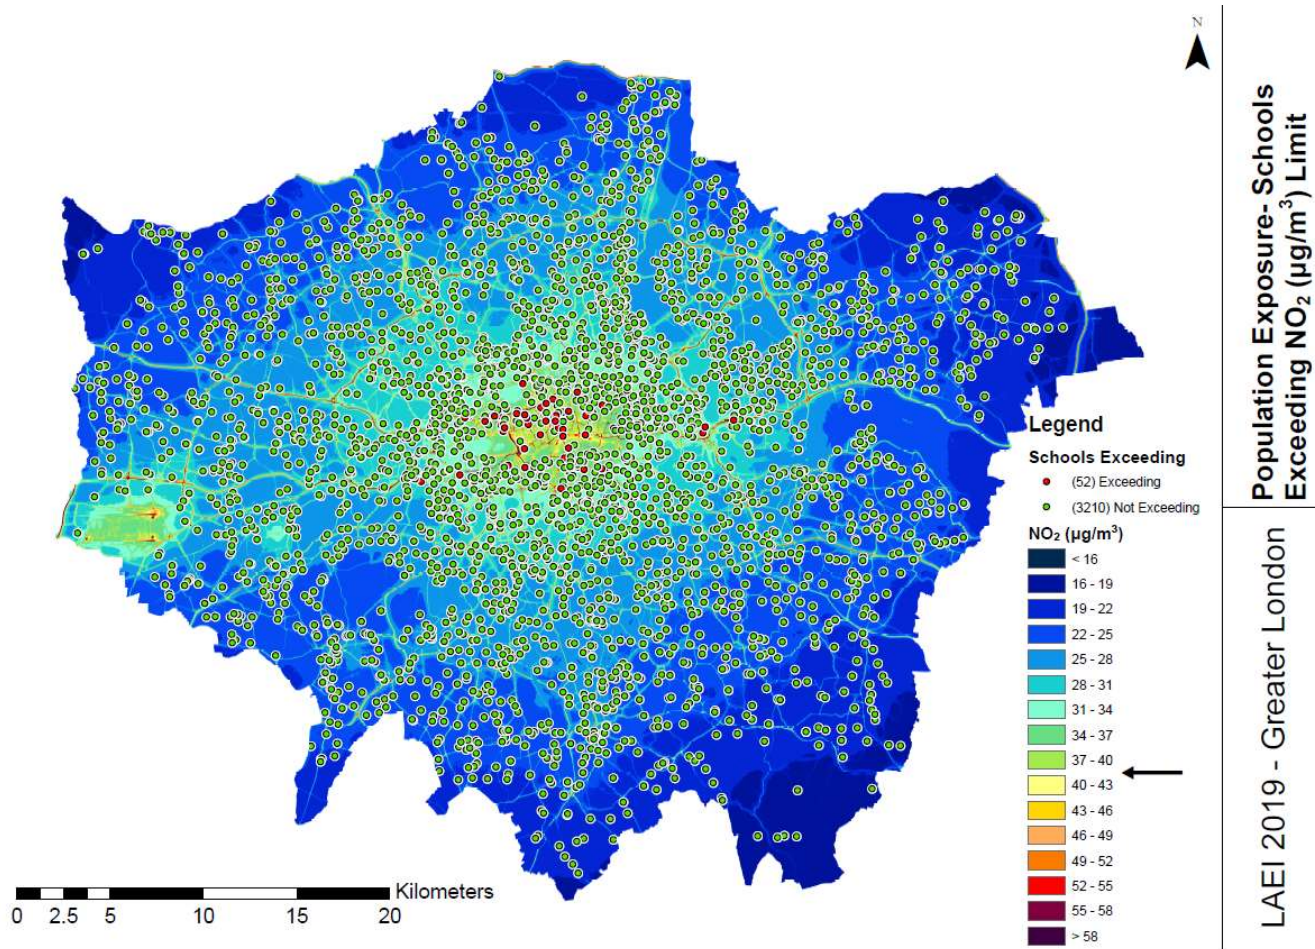 N
Population Exposure- Schools
Exceeding NO₂ (µg/m³) Limit
LAEI 2019 - Greater London
Legend
Schools Exceeding
(52) Exceeding
(3210) Not Exceeding
NO₂ (µg/m³)
< 16
16 - 19
19 - 22
22 - 25
25 - 28
28 - 31
31 - 34
34 - 37
37 - 40
40 - 43
43 - 46
46 - 49
49 - 52
52 - 55
55 - 58
> 58
Kilometers
0 2.5 5 10 15 20